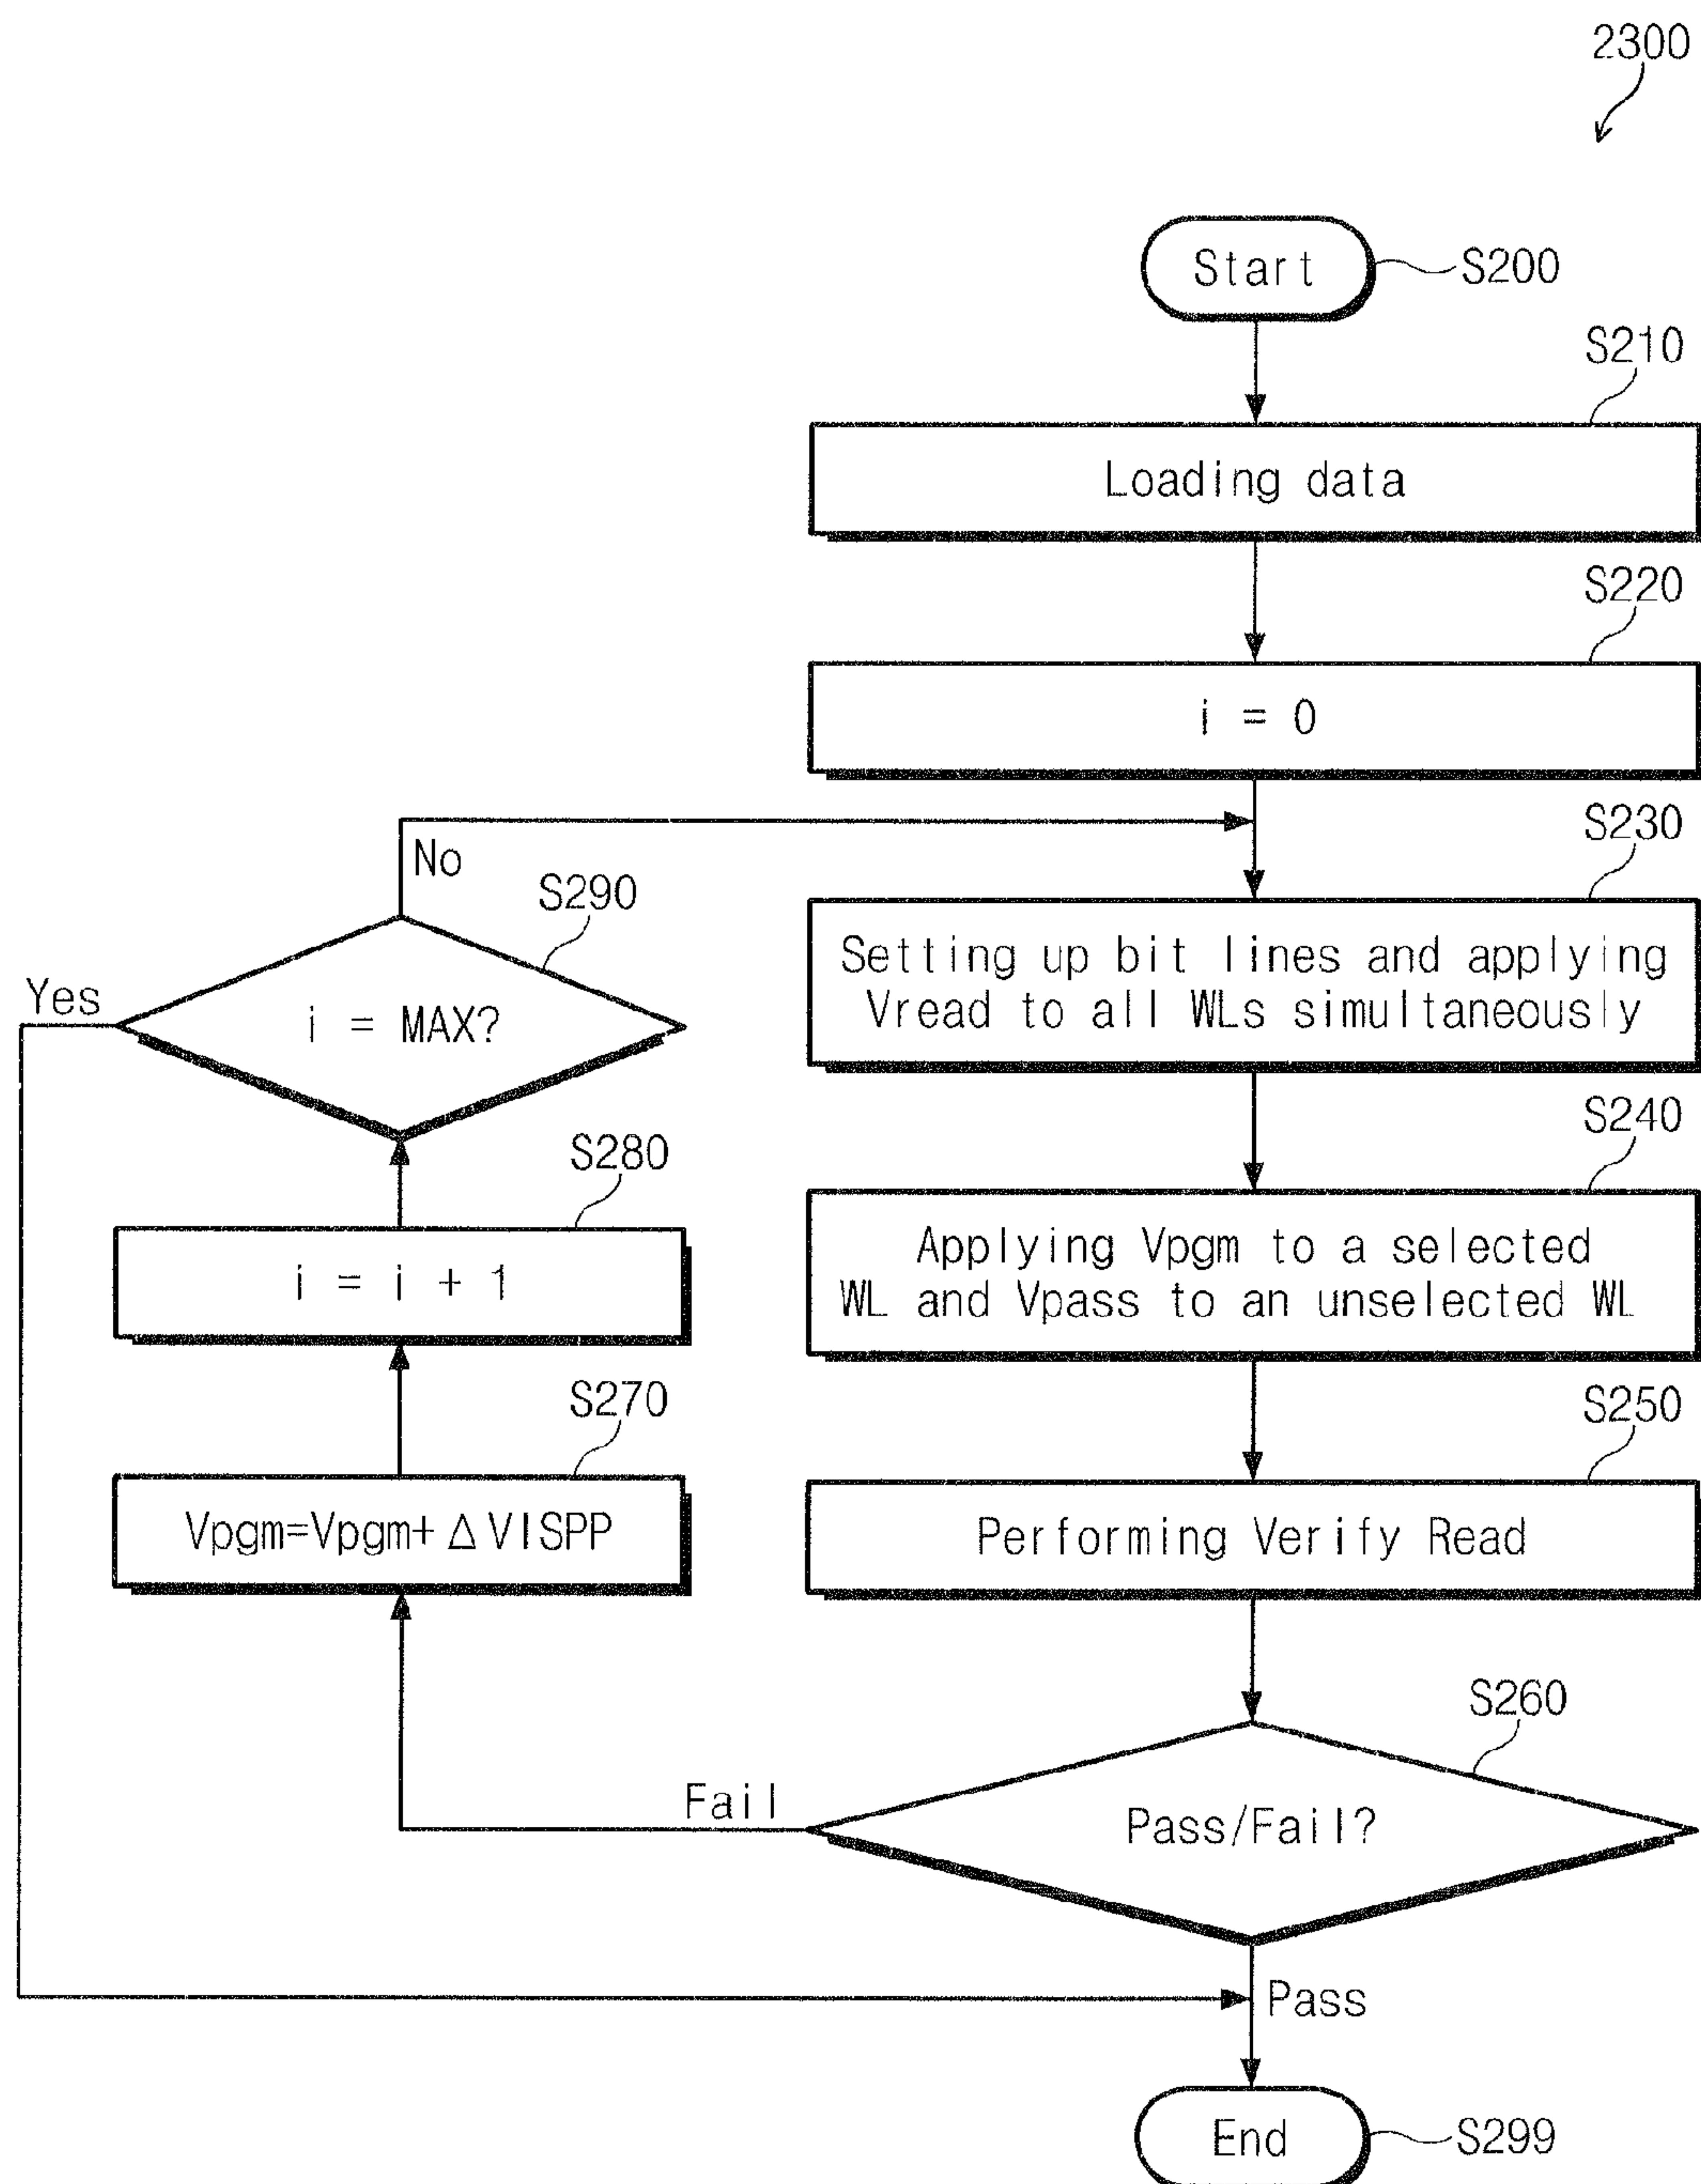 2300
Start
S200
S210
Loading data
S220
i = 0
S230
Setting up bit lines and applying
Vread to all WLs simultaneously
S240
Applying Vpgm to a selected
WL and Vpass to an unselected WL
S250
Performing Verify Read
S260
Pass/Fail?
Fail
S270
Vpgm=Vpgm+ΔVISPP
S280
i = i + 1
S290
i = MAX?
No
Yes
Pass
End
S299